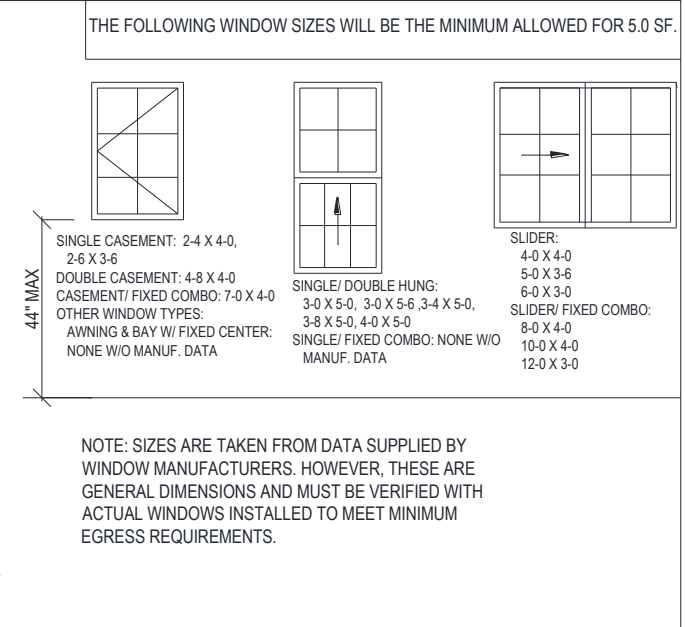 THE FOLLOWING WINDOW SIZES WILL BE THE MINIMUM ALLOWED FOR 5.0 SF.
44" MAX
SINGLE CASEMENT: 2-4 X 4-0,
2-6 X 3-6
DOUBLE CASEMENT: 4-8 X 4-0
CASEMENT/ FIXED COMBO: 7-0 X 4-0
OTHER WINDOW TYPES:
AWNING & BAY W/ FIXED CENTER:
NONE W/O MANUF. DATA
SINGLE/ DOUBLE HUNG:
3-0 X 5-0, 3-0 X 5-6 ,3-4 X 5-0,
3-8 X 5-0, 4-0 X 5-0
SINGLE/ FIXED COMBO: NONE W/O
MANUF. DATA
SLIDER:
4-0 X 4-0
5-0 X 3-6
6-0 X 3-0
SLIDER/ FIXED COMBO:
8-0 X 4-0
10-0 X 4-0
12-0 X 3-0
NOTE: SIZES ARE TAKEN FROM DATA SUPPLIED BY
WINDOW MANUFACTURERS. HOWEVER, THESE ARE
GENERAL DIMENSIONS AND MUST BE VERIFIED WITH
ACTUAL WINDOWS INSTALLED TO MEET MINIMUM
EGRESS REQUIREMENTS.